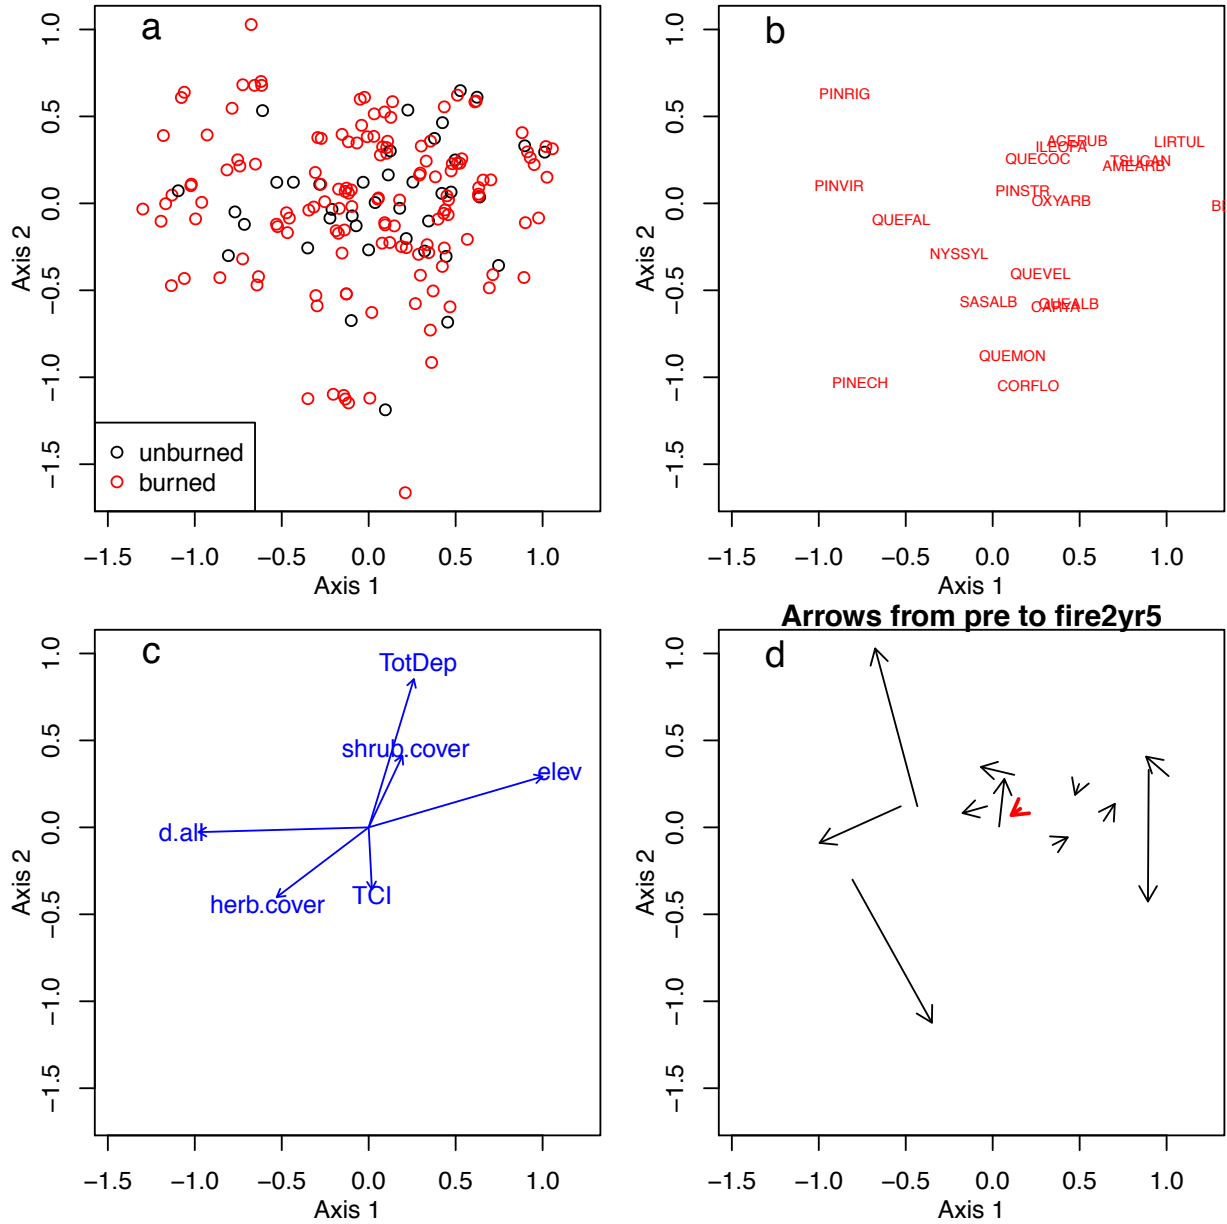 a
1.0
0.5
0.0
−0.5
−1.0
−1.5
Axis 2
unburned
burned
−1.5 −1.0 −0.5 0.0 0.5 1.0
Axis 1
b
1.0
0.5
0.0
−0.5
−1.0
−1.5
Axis 2
PINRIG
ACERUB
LIRTUL
ILEOPA
QUECOC
TSUCAN
AMEARB
PINVIR
PINSTR
OXYARB
QUEFAL
NYSSYL
QUEVEL
SASALB
QUEALB
CARYA
QUEMON
PINECH
CORFLO
−1.5 −1.0 −0.5 0.0 0.5 1.0
Axis 1
c
1.0
0.5
0.0
−0.5
−1.0
−1.5
Axis 2
TotDep
shrub.cover
elev
d.all
herb.cover
TCI
−1.5 −1.0 −0.5 0.0 0.5 1.0
Axis 1
Arrows from pre to fire2yr5
d
1.0
0.5
0.0
−0.5
−1.0
−1.5
Axis 2
−1.5 −1.0 −0.5 0.0 0.5 1.0
Axis 1